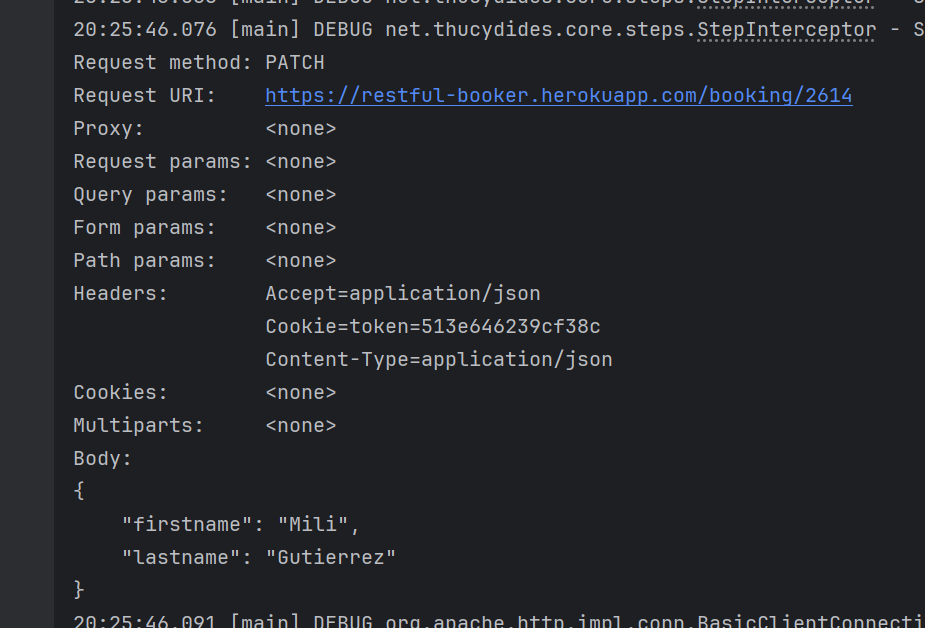 20:25:46.076 [main] DEBUG net.thucydides.core.steps.StepInterceptor - S
Request method: PATCH
Request URI: https://restful-booker.herokuapp.com/booking/2614
Proxy: <none>
Request params: <none>
Query params: <none>
Form params: <none>
Path params: <none>
Headers: Accept=application/json
Cookie=token=513e646239cf38c
Content-Type=application/json
Cookies: <none>
Multiparts: <none>
Body:
{
    "firstname": "Mili",
    "lastname": "Gutierrez"
}
20:25:46.091 [main] DEBUG org.apache.http.impl.conn.BasicClientConnecti